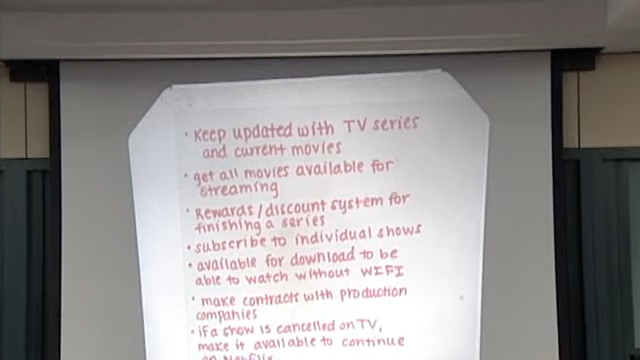 • Keep updated with TV series
and current movies
• get all movies available for
streaming
• Rewards/discount system for
finishing a series
• subscribe to individual shows
• available for download to be
able to watch without WIFI
• make contracts with production
companies
• if a show is cancelled on TV,
make it available to continue
on Netflix